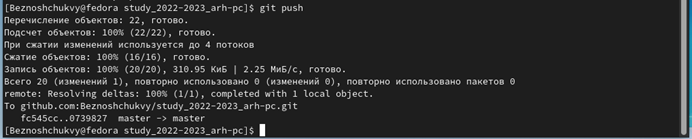 [Beznoshchukvy@fedora study_2022-2023_arh-pc]$ git push
Перечисление объектов: 22, готово.
Подсчет объектов: 100% (22/22), готово.
При сжатии изменений используется до 4 потоков
Сжатие объектов: 100% (16/16), готово.
Запись объектов: 100% (20/20), 310.95 КиБ | 2.25 МиБ/с, готово.
Всего 20 (изменений 1), повторно использовано 0 (изменений 0), повторно использовано пакетов 0
remote: Resolving deltas: 100% (1/1), completed with 1 local object.
To github.com:Beznoshchukvy/study_2022-2023_arh-pc.git
   fc545cc..0739827  master -> master
[Beznoshchukvy@fedora study_2022-2023_arh-pc]$